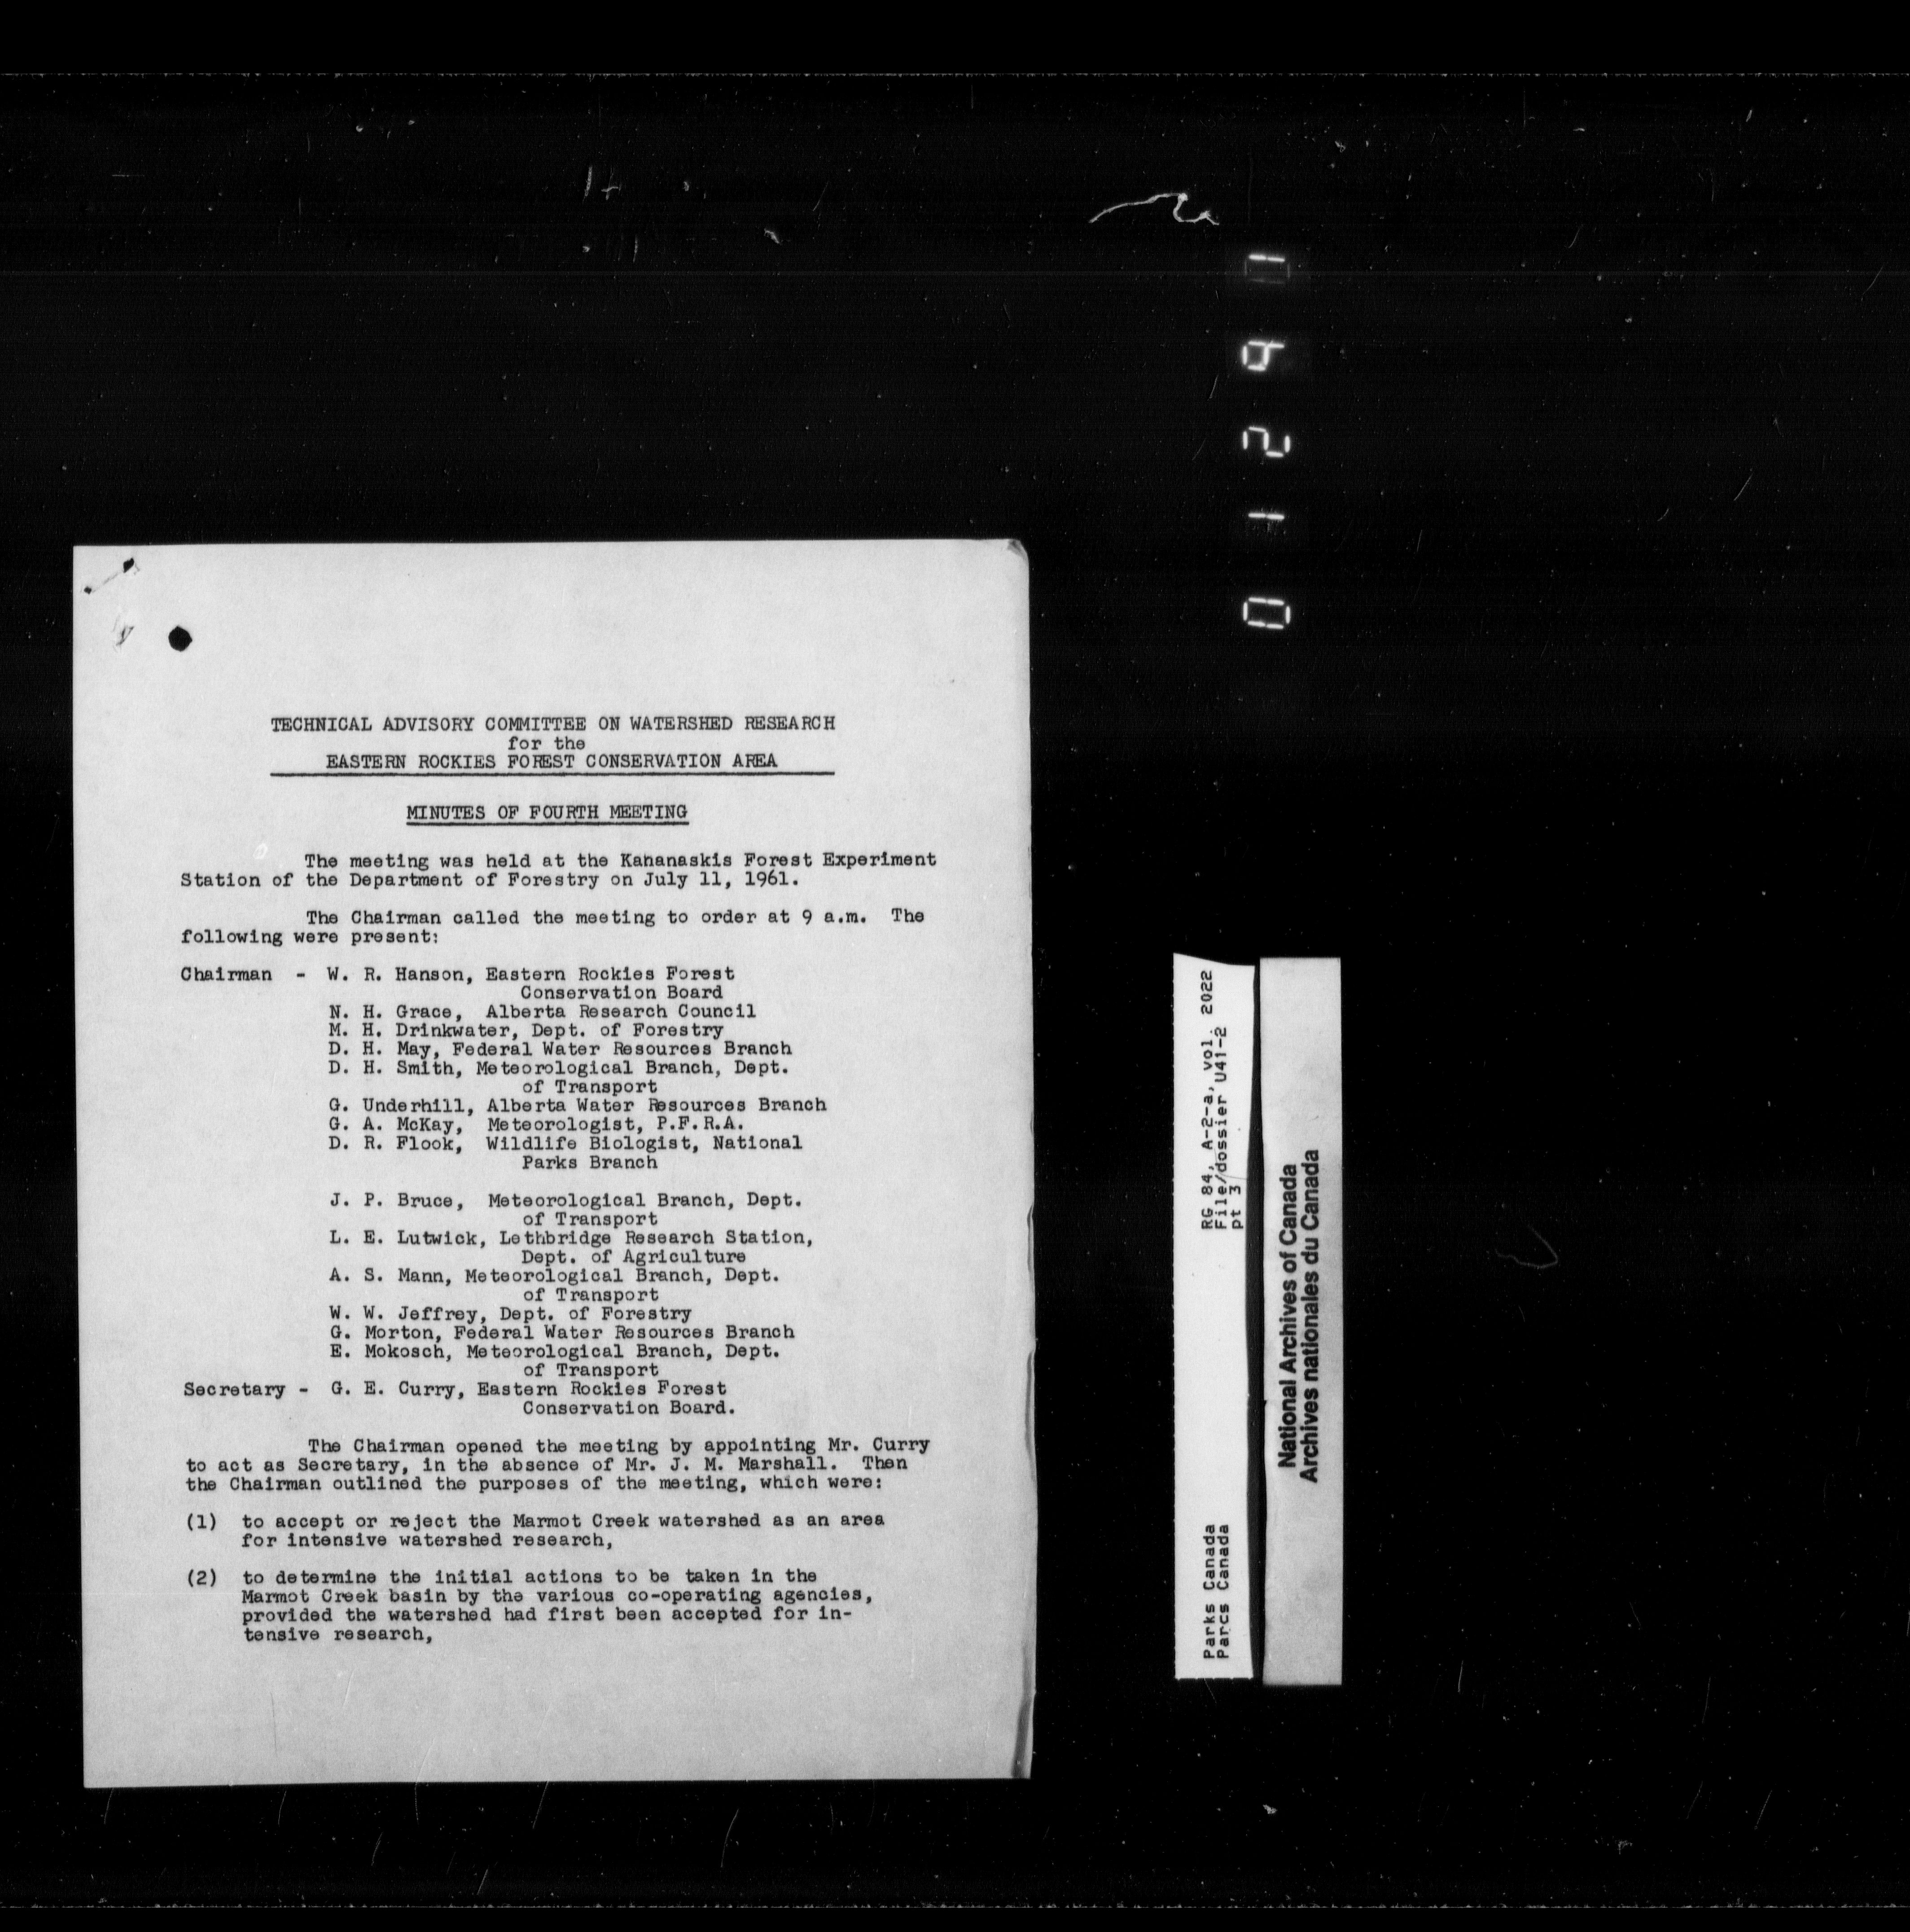 TECHNICAL ADVISORY COMMITTEE ON WATERSHED RESEARCH
for the
EASTERN ROCKIES FOREST CONSERVATION AREA
MINUTES OF FOURTH MEETING
The meeting was held at the Kananaskis Forest Experiment
Station of the Department of Forestry on July 11, 1961.
The Chairman called the meeting to order at 9 a.m. The
following were present:
Chairman - W. R. Hanson, Eastern Rockies Forest
Conservation Board
N. H. Grace, Alberta Research Council
M. H. Drinkwater, Dept. of Forestry
D. H. May, Federal Water Resources Branch
D. H. Smith, Meteorological Branch, Dept.
of Transport
G. Underhill, Alberta Water Resources Branch
G. A. McKay, Meteorologist, P.F.R.A.
D. R. Flook, Wildlife Biologist, National
Parks Branch
J. P. Bruce, Meteorological Branch, Dept.
of Transport
L. E. Lutwick, Lethbridge Research Station,
Dept. of Agriculture
A. S. Mann, Meteorological Branch, Dept.
of Transport
W. W. Jeffrey, Dept. of Forestry
G. Morton, Federal Water Resources Branch
E. Mokosch, Meteorological Branch, Dept.
of Transport
Secretary - G. E. Curry, Eastern Rockies Forest
Conservation Board.
The Chairman opened the meeting by appointing Mr. Curry
to act as Secretary, in the absence of Mr. J. M. Marshall. Then
the Chairman outlined the purposes of the meeting, which were:
(1) to accept or reject the Marmot Creek watershed as an area
for intensive watershed research,
(2) to determine the initial actions to be taken in the
Marmot Creek basin by the various co-operating agencies,
provided the watershed had first been accepted for in-
tensive research,
Parks Canada
Parcs Canada
RG 84, A-2-a, vol. 2022
File/dossier U41-2
pt 3
National Archives of Canada
Archives nationales du Canada